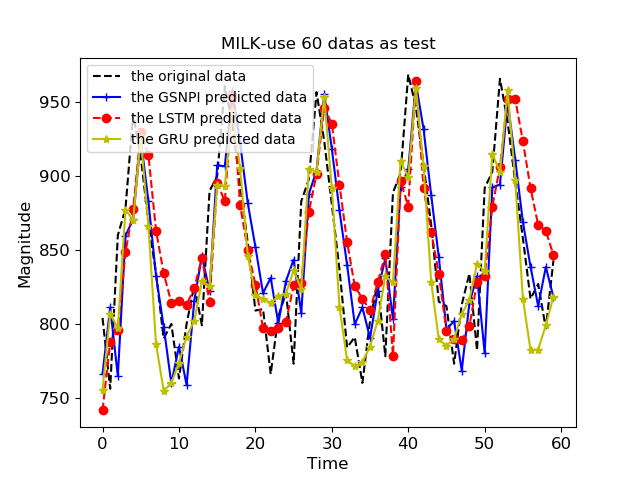 MILK-use 60 datas as test
the original data
the GSNPI predicted data
the LSTM predicted data
the GRU predicted data
Magnitude
950
900
850
800
750
0 10 20 30 40 50 60
Time